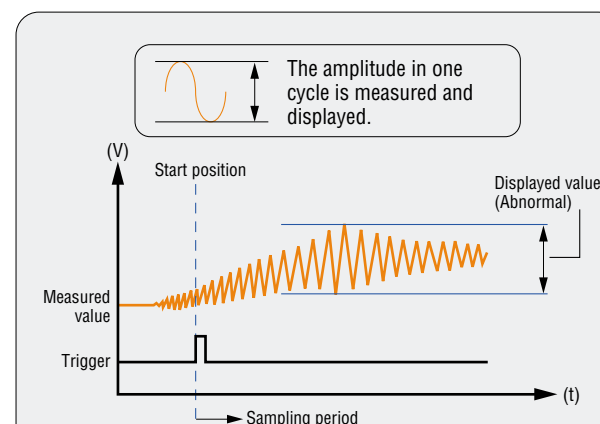 The amplitude in one
cycle is measured and
displayed.
(V)
Start position
Displayed value
(Abnormal)
Measured
value
Trigger
(t)
Sampling period